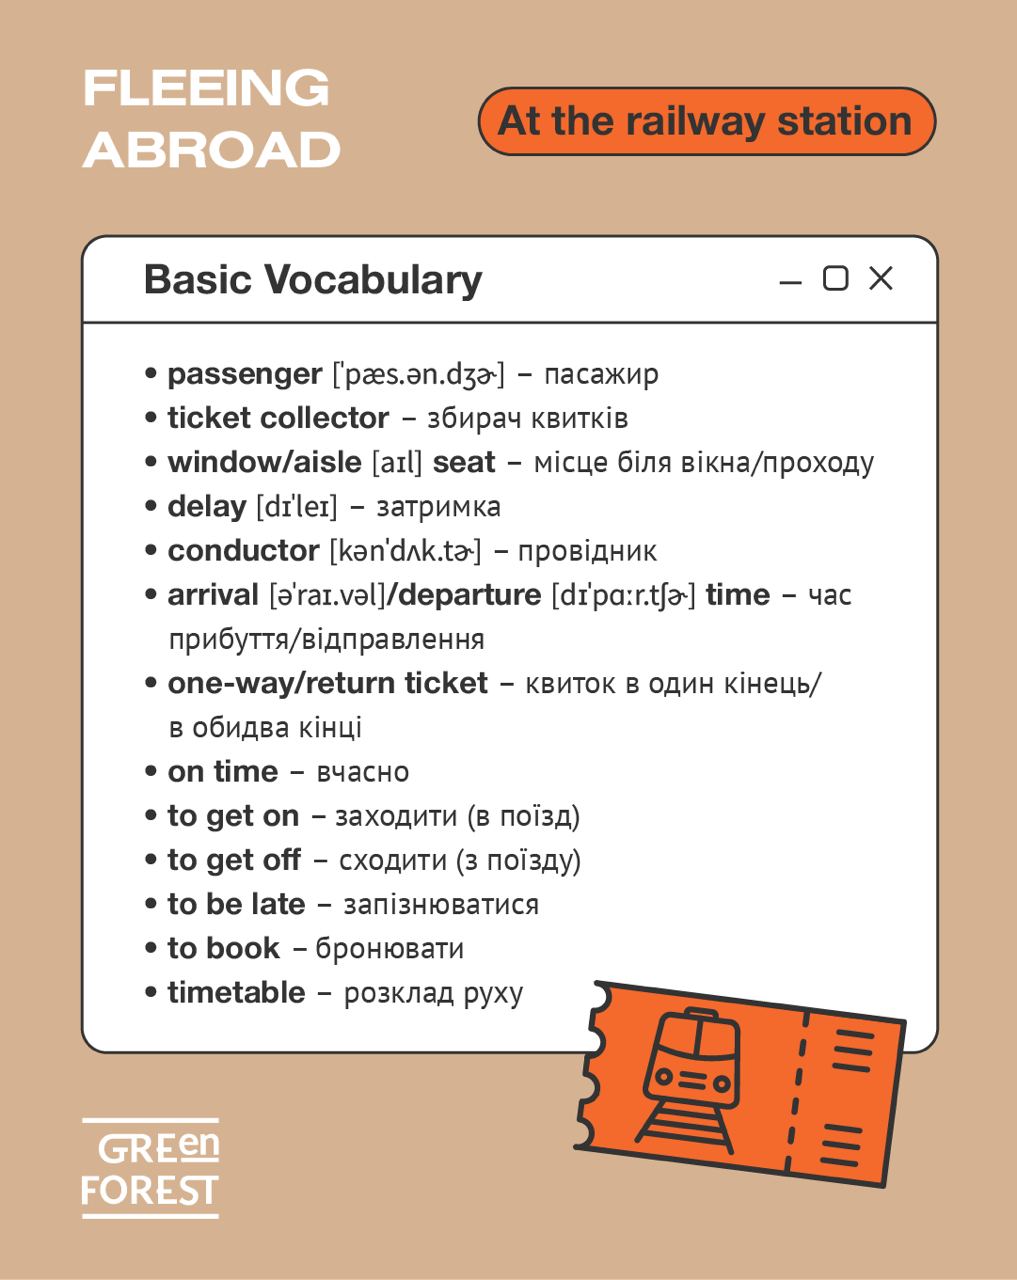 FLEEING
ABROAD
At the railway station
Basic Vocabulary
• passenger [ˈpæs.ən.dʒɚ] – пасажир
• ticket collector – збирач квитків
• window/aisle [aɪl] seat – місце біля вікна/проходу
• delay [dɪˈleɪ] – затримка
• conductor [kənˈdʌk.tɚ] – провідник
• arrival [əˈraɪ.vəl]/departure [dɪˈpɑːr.tʃɚ] time – час
прибуття/відправлення
• one-way/return ticket – квиток в один кінець/
в обидва кінці
• on time – вчасно
• to get on – заходити (в поїзд)
• to get off – сходити (з поїзду)
• to be late – запізнюватися
• to book – бронювати
• timetable – розклад руху
GREen
FOREST